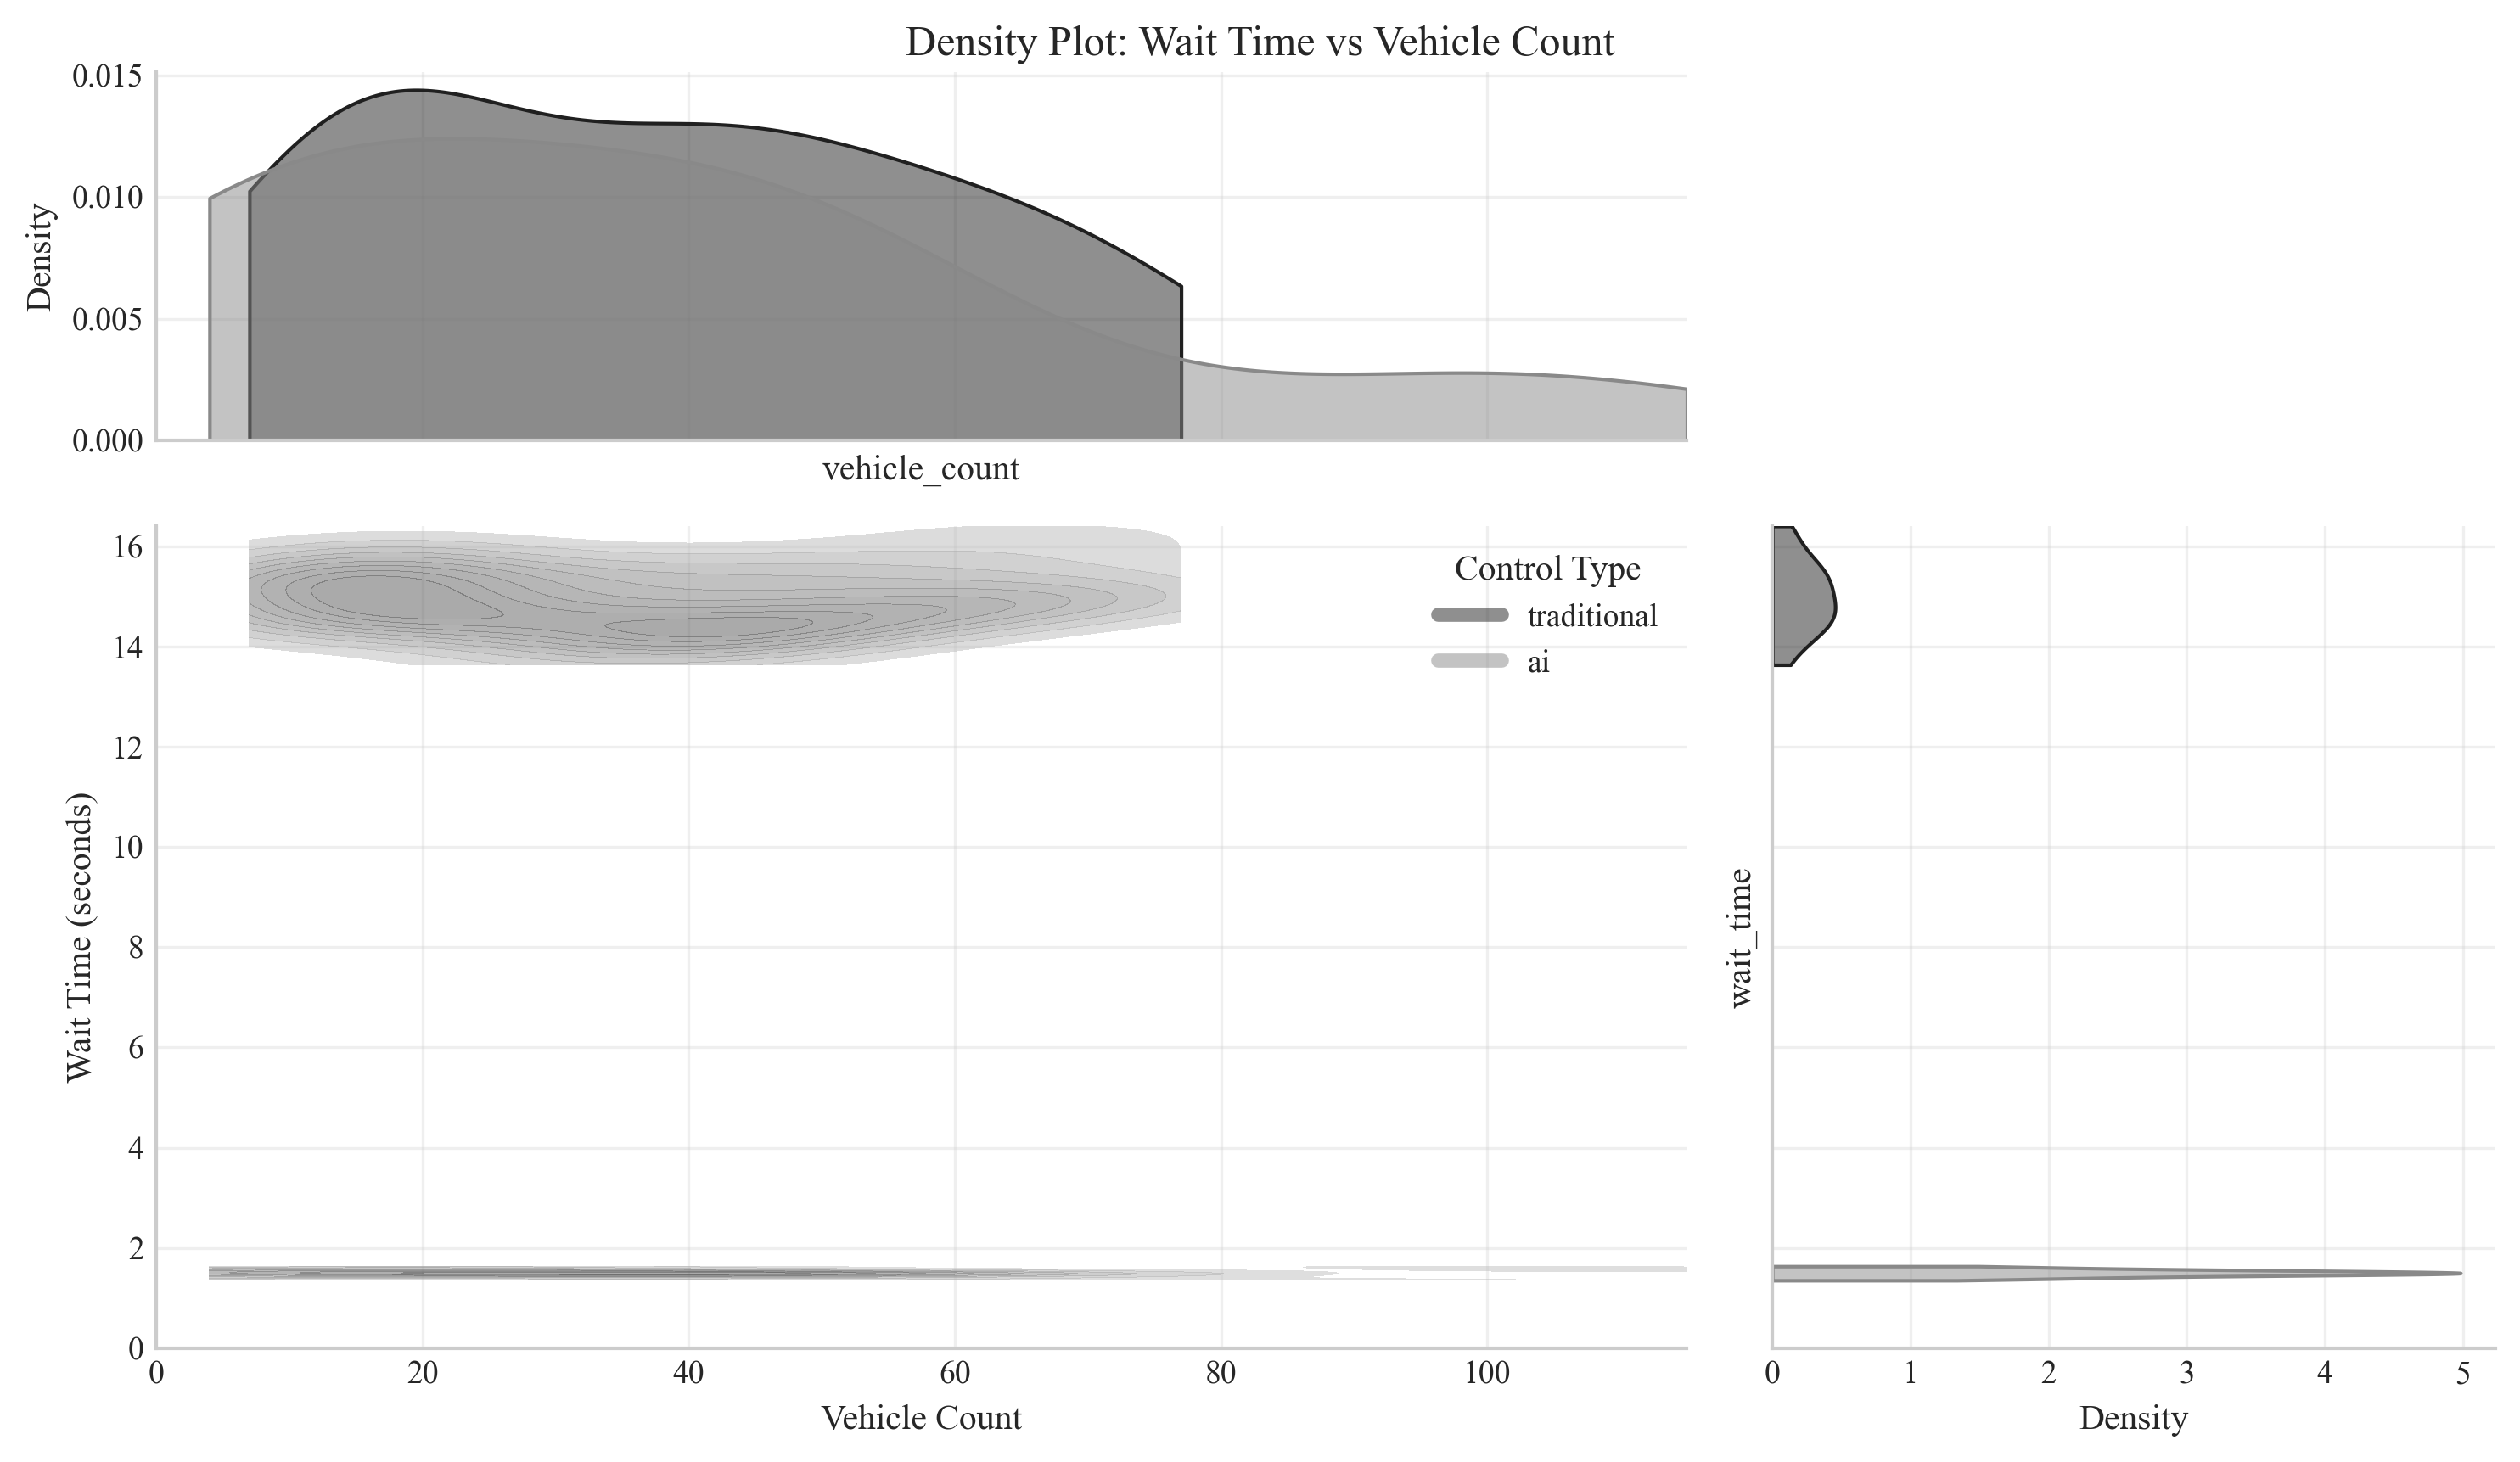 Density Plot: Wait Time vs Vehicle Count
0.015
0.010
0.005
0.000
Density
vehicle_count
16
14
12
10
8
6
4
2
0
Wait Time (seconds)
Control Type
traditional
ai
0 20 40 60 80 100
Vehicle Count
wait_time
0 1 2 3 4 5
Density